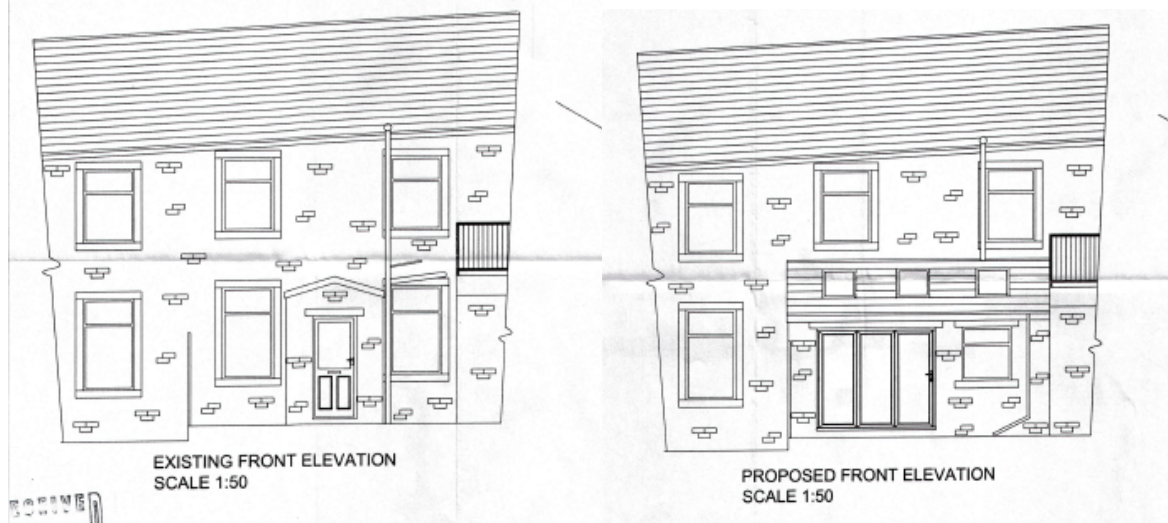 EXISTING FRONT ELEVATION
SCALE 1:50
PROPOSED FRONT ELEVATION
SCALE 1:50